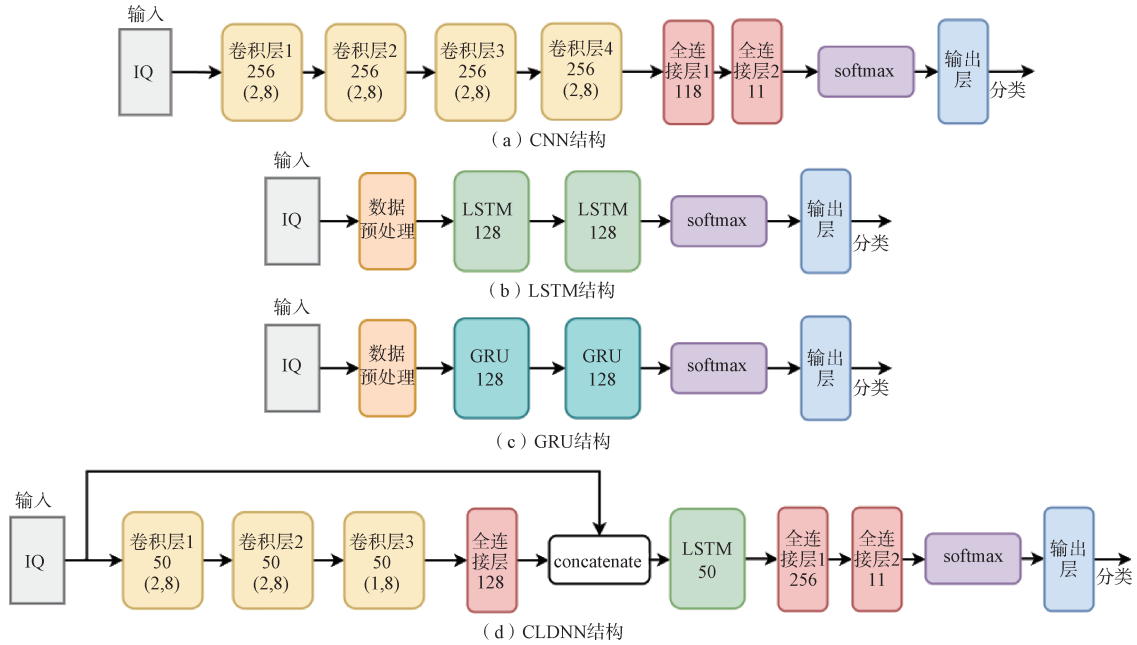 输入
IQ
卷积层1
256
(2,8)
卷积层2
256
(2,8)
卷积层3
256
(2,8)
卷积层4
256
(2,8)
全连
接层1
118
全连
接层2
11
softmax
输出
层
分类
（a）CNN结构
输入
IQ
数据
预处理
LSTM
128
LSTM
128
softmax
输出
层
分类
（b）LSTM结构
输入
IQ
数据
预处理
GRU
128
GRU
128
softmax
输出
层
分类
（c）GRU结构
输入
IQ
卷积层1
50
(2,8)
卷积层2
50
(2,8)
卷积层3
50
(1,8)
全连
接层
128
concatenate
LSTM
50
全连
接层1
256
全连
接层2
11
softmax
输出
层
分类
（d）CLDNN结构